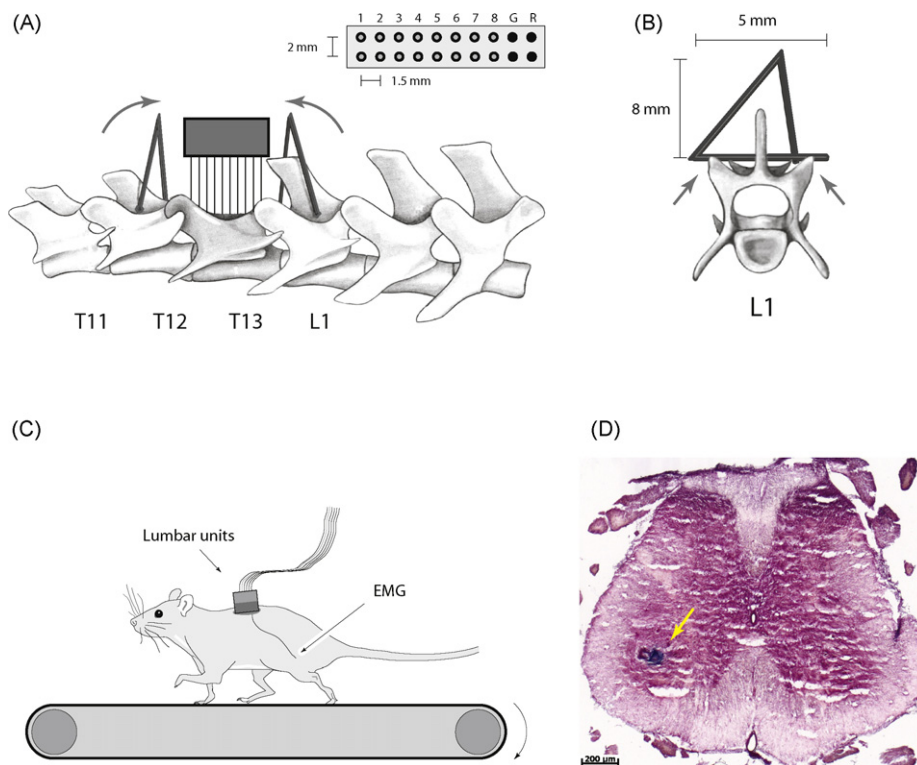 (A)
1 2 3 4 5 6 7 8 G R
2 mm
1.5 mm
T11 T12 T13 L1
(B)
5 mm
8 mm
L1
(C)
Lumbar units
EMG
(D)
200 µm